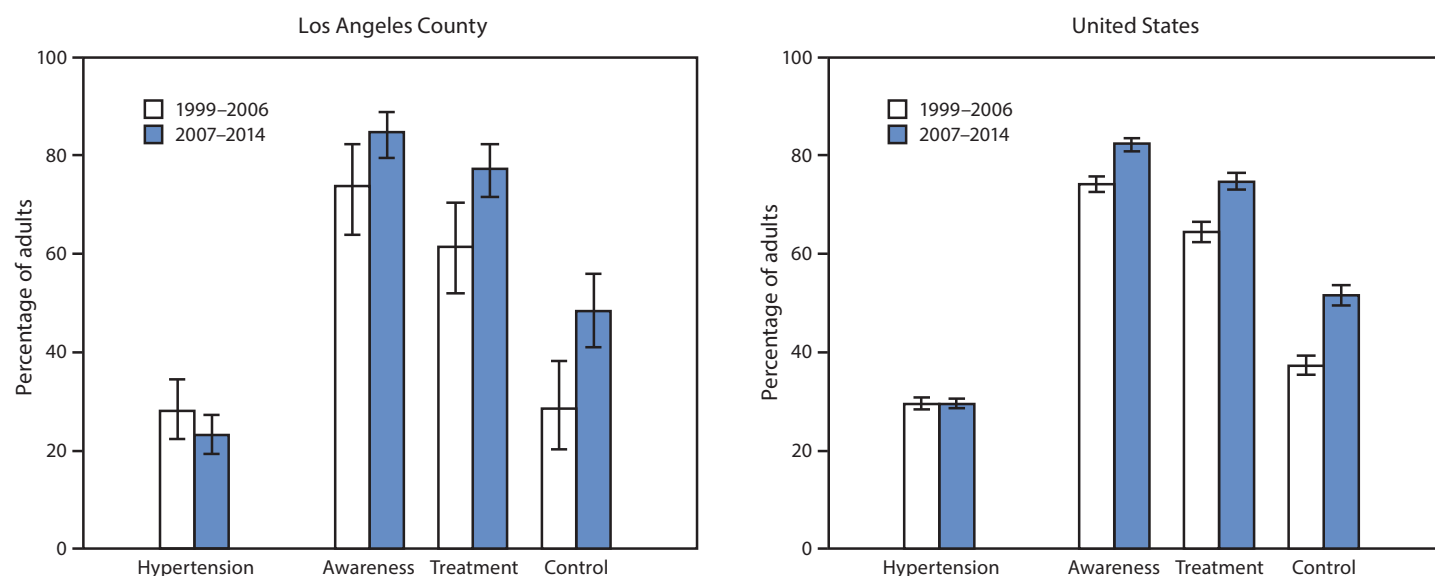 Los Angeles County
100
80
60
40
20
0
Percentage of adults
1999–2006
2007–2014
Hypertension
Awareness
Treatment
Control
United States
100
80
60
40
20
0
Percentage of adults
1999–2006
2007–2014
Hypertension
Awareness
Treatment
Control